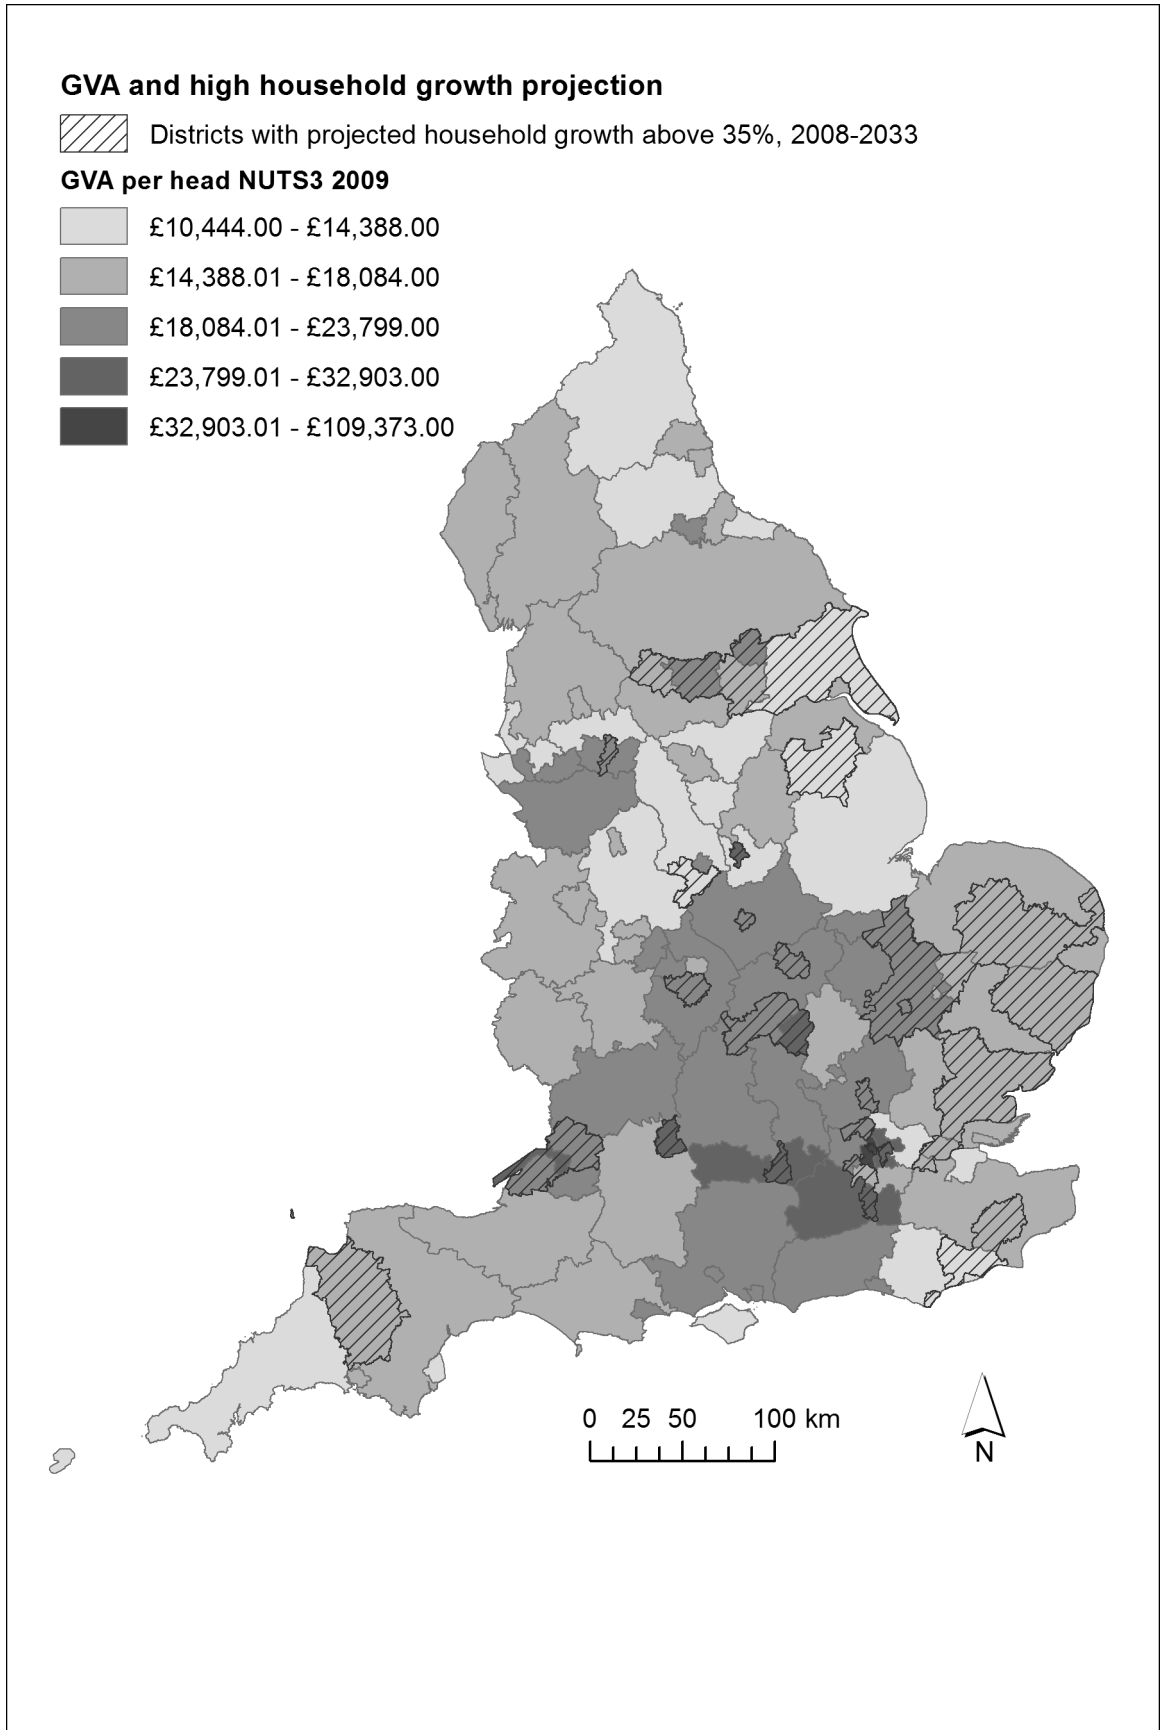 GVA and high household growth projection
Districts with projected household growth above 35%, 2008-2033
GVA per head NUTS3 2009
£10,444.00 - £14,388.00
£14,388.01 - £18,084.00
£18,084.01 - £23,799.00
£23,799.01 - £32,903.00
£32,903.01 - £109,373.00
0 25 50 100 km
N